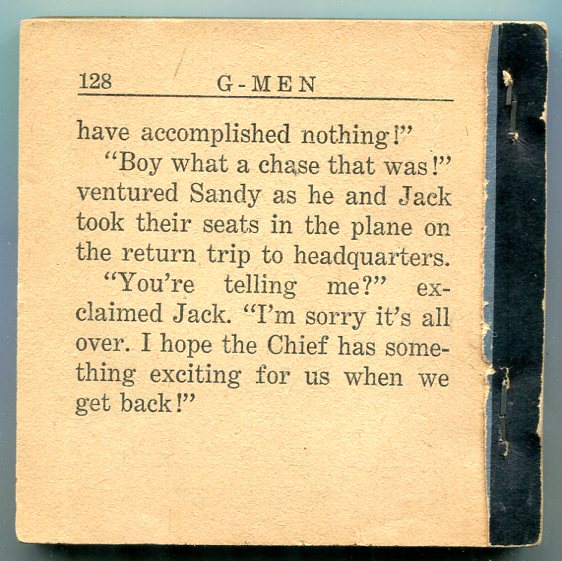 128 G-MEN
have accomplished nothing!”
“Boy what a chase that was!”
ventured Sandy as he and Jack
took their seats in the plane on
the return trip to headquarters.
“You’re telling me?” ex-
claimed Jack. “I’m sorry it’s all
over. I hope the Chief has some-
thing exciting for us when we
get back!”